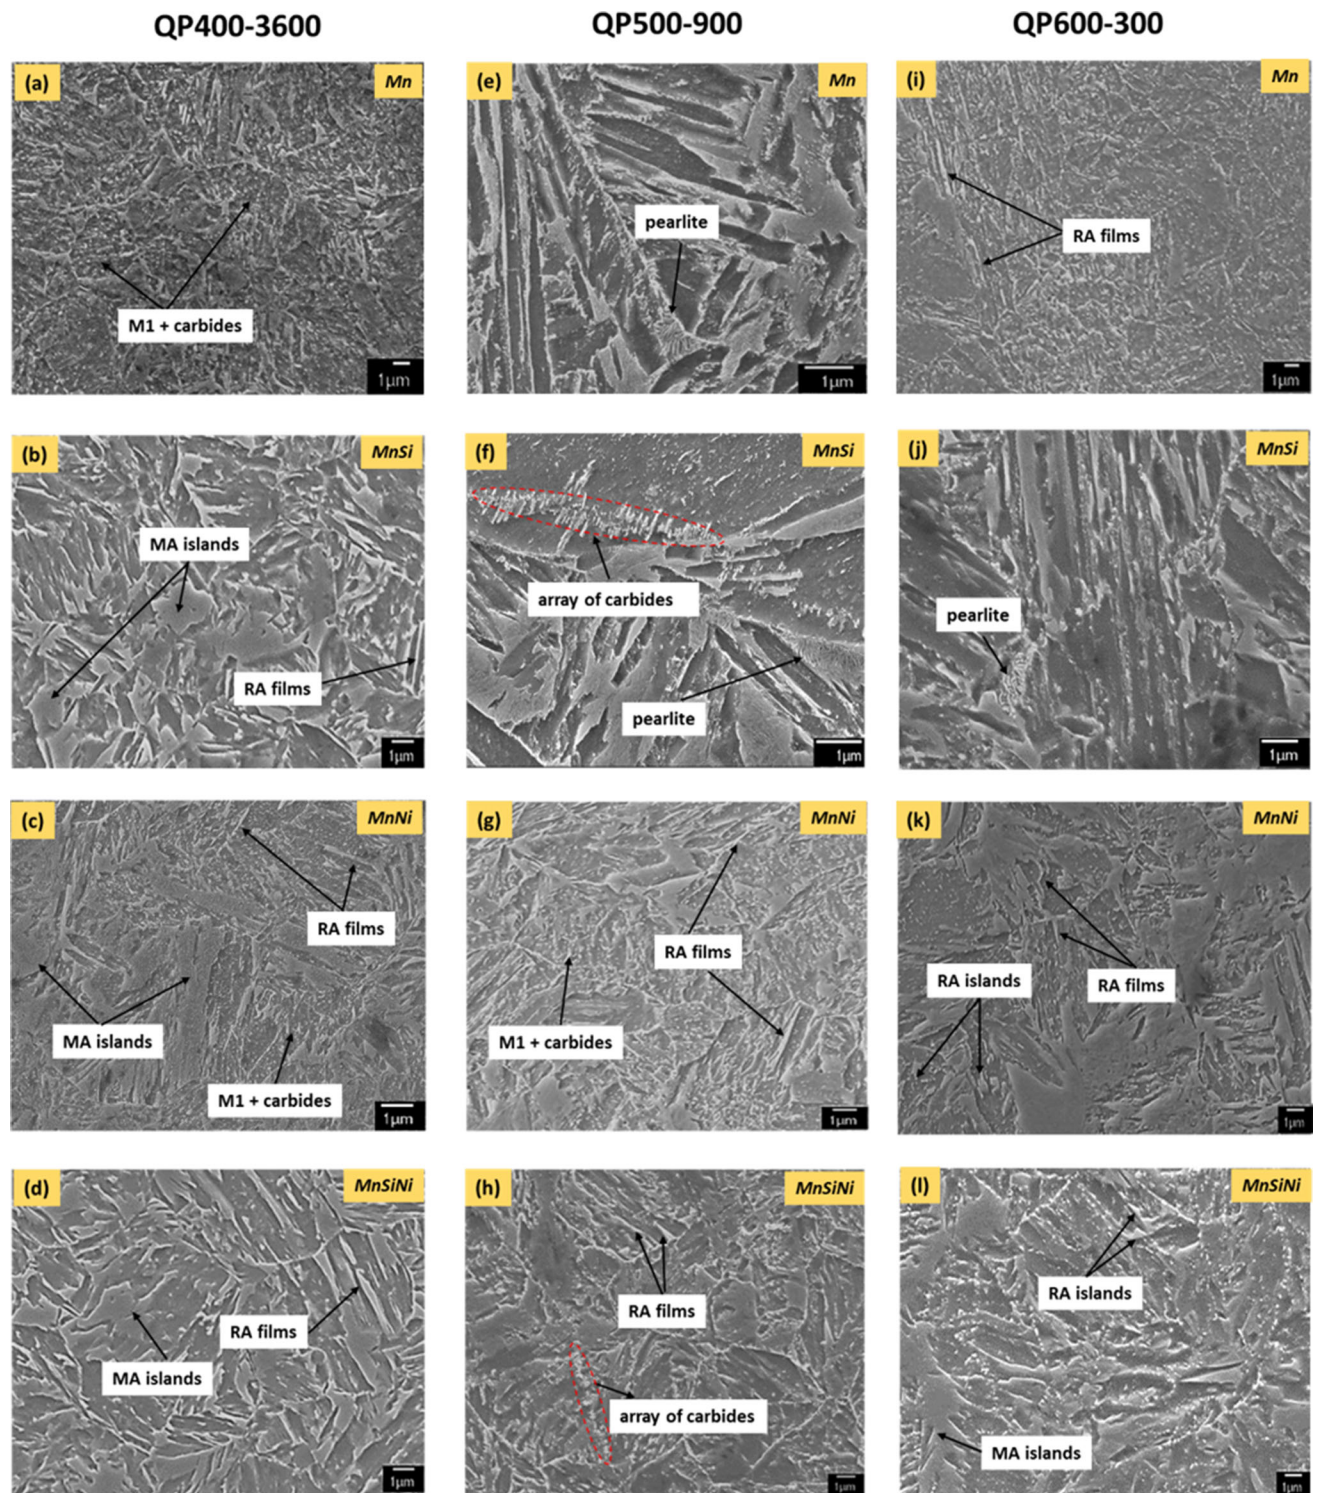 QP400-3600
QP500-900
QP600-300
(a)
Mn
M1 + carbides
1μm
(e)
Mn
pearlite
1μm
(i)
Mn
RA films
1μm
(b)
MnSi
MA islands
RA films
1μm
(f)
MnSi
array of carbides
pearlite
1μm
(j)
MnSi
pearlite
1μm
(c)
MnNi
RA films
MA islands
M1 + carbides
1μm
(g)
MnNi
RA films
M1 + carbides
1μm
(k)
MnNi
RA islands
RA films
1μm
(d)
MnSiNi
RA films
MA islands
1μm
(h)
MnSiNi
RA films
array of carbides
1μm
(l)
MnSiNi
RA islands
MA islands
1μm